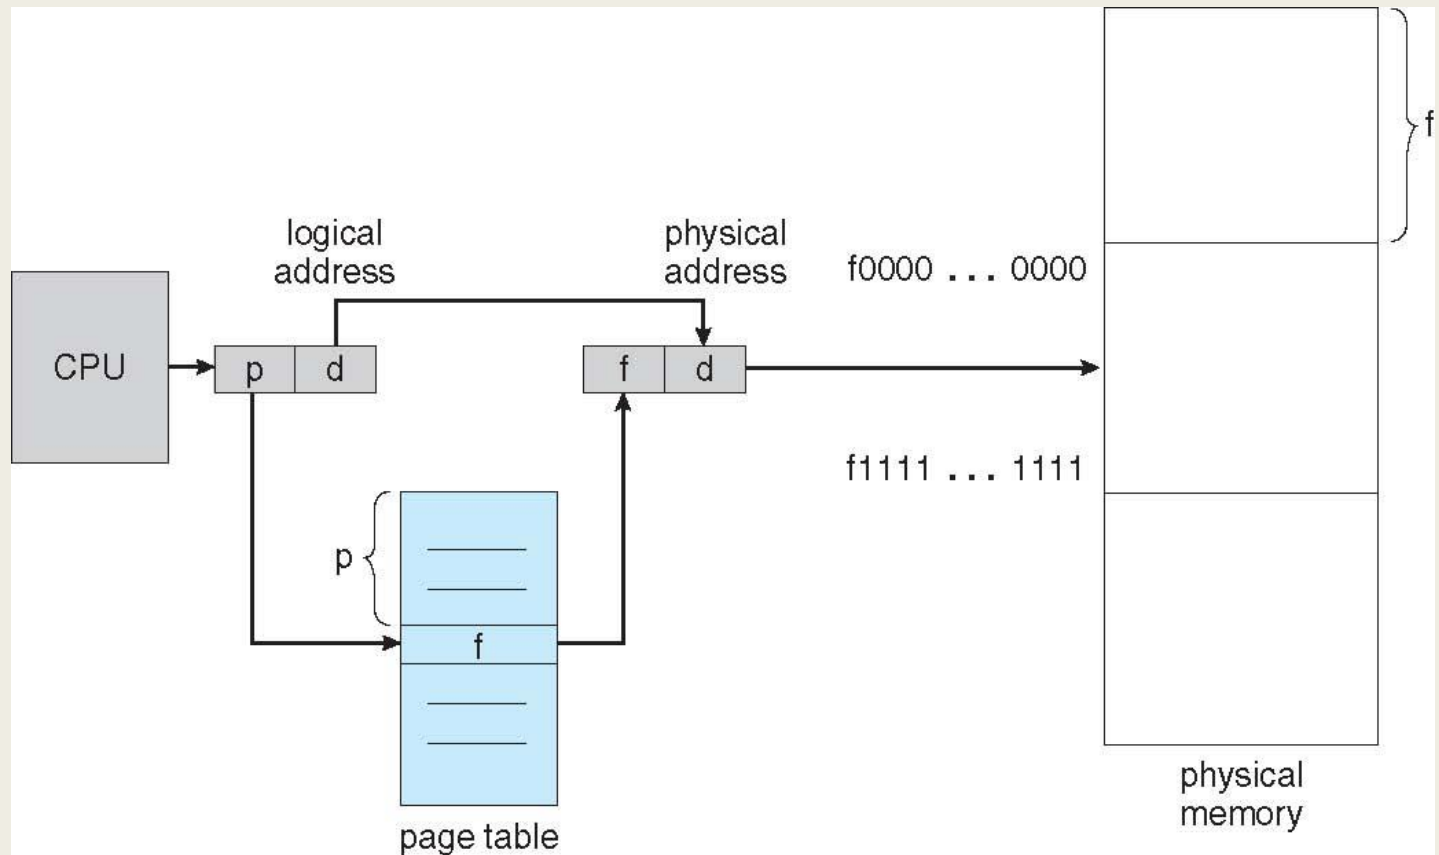 f
logical
address
physical
address
f0000 ... 0000
CPU
p d
f d
f1111 ... 1111
p
f
physical
memory
page table